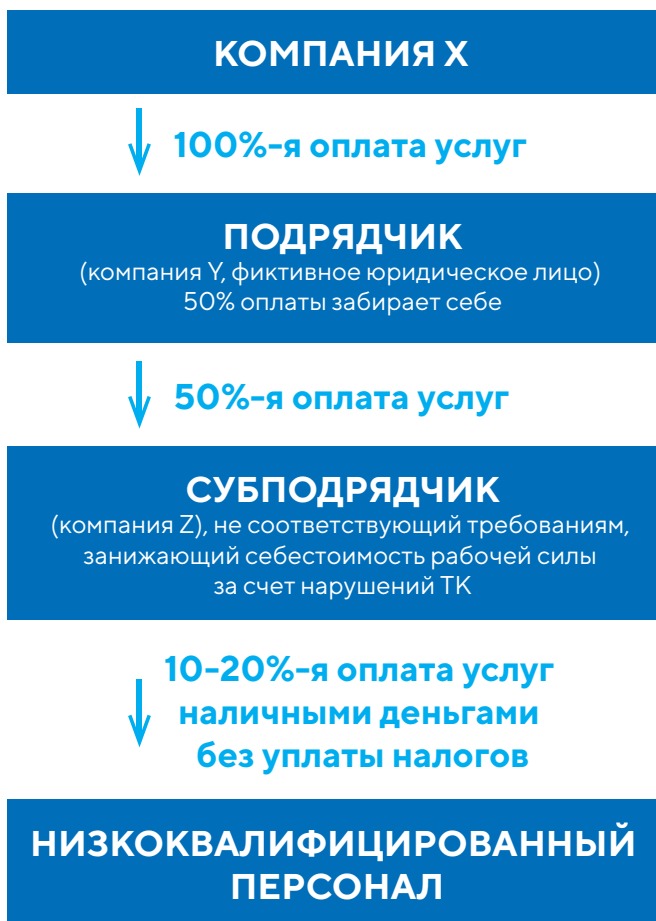 КОМПАНИЯ X
100%-я оплата услуг
ПОДРЯДЧИК
(компания Y, фиктивное юридическое лицо)
50% оплаты забирает себе
50%-я оплата услуг
СУБПОДРЯДЧИК
(компания Z), не соответствующий требованиям,
занижающий себестоимость рабочей силы
за счет нарушений ТК
10-20%-я оплата услуг
наличными деньгами
без уплаты налогов
НИЗКОКВАЛИФИЦИРОВАННЫЙ
ПЕРСОНАЛ